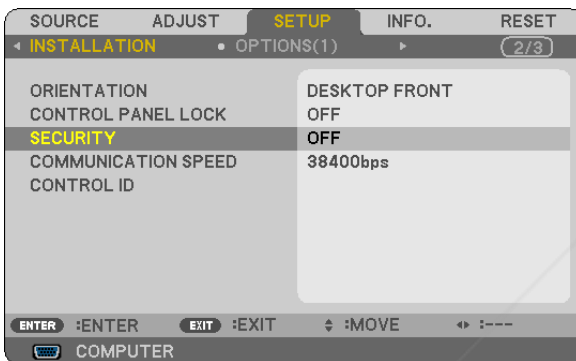 SOURCE ADJUST SETUP INFO. RESET
INSTALLATION • OPTIONS(1) 2/3
ORIENTATION DESKTOP FRONT
CONTROL PANEL LOCK OFF
SECURITY OFF
COMMUNICATION SPEED 38400bps
CONTROL ID
ENTER :ENTER EXIT :EXIT :MOVE :---
COMPUTER